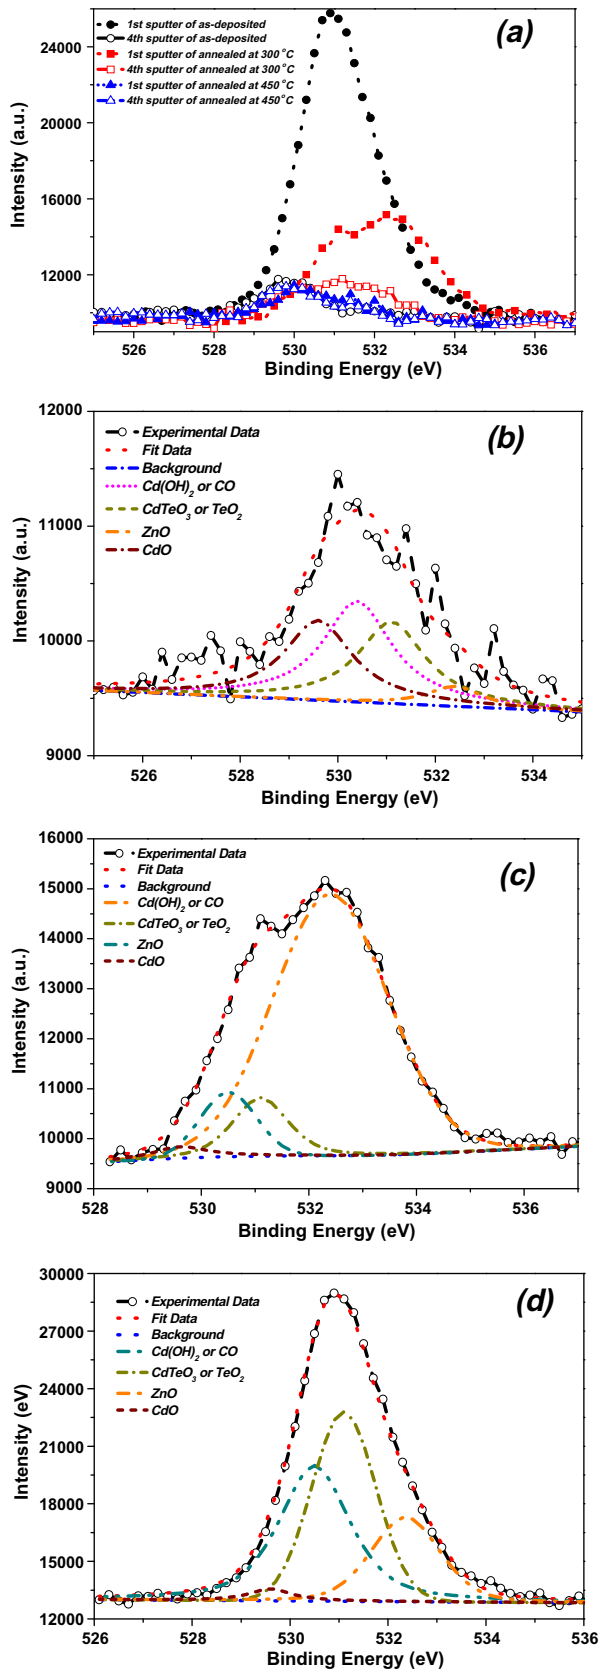 (a)
1st sputter of as-deposited
4th sputter of as-deposited
1st sputter of annealed at 300°C
4th sputter of annealed at 300°C
1st sputter of annealed at 450°C
4th sputter of annealed at 450°C
Intensity (a.u.)
24000
20000
16000
12000
526 528 530 532 534 536
Binding Energy (eV)
(b)
Experimental Data
Fit Data
Background
Cd(OH)2 or CO
CdTeO3 or TeO2
ZnO
CdO
Intensity (a.u.)
12000
11000
10000
9000
526 528 530 532 534
Binding Energy (eV)
(c)
Experimental Data
Fit Data
Background
Cd(OH)2 or CO
CdTeO3 or TeO2
ZnO
CdO
Intensity (a.u.)
16000
15000
14000
13000
12000
11000
10000
9000
528 530 532 534 536
Binding Energy (eV)
(d)
Experimental Data
Fit Data
Background
Cd(OH)2 or CO
CdTeO3 or TeO2
ZnO
CdO
Intensity (eV)
30000
27000
24000
21000
18000
15000
12000
526 528 530 532 534 536
Binding Energy (eV)